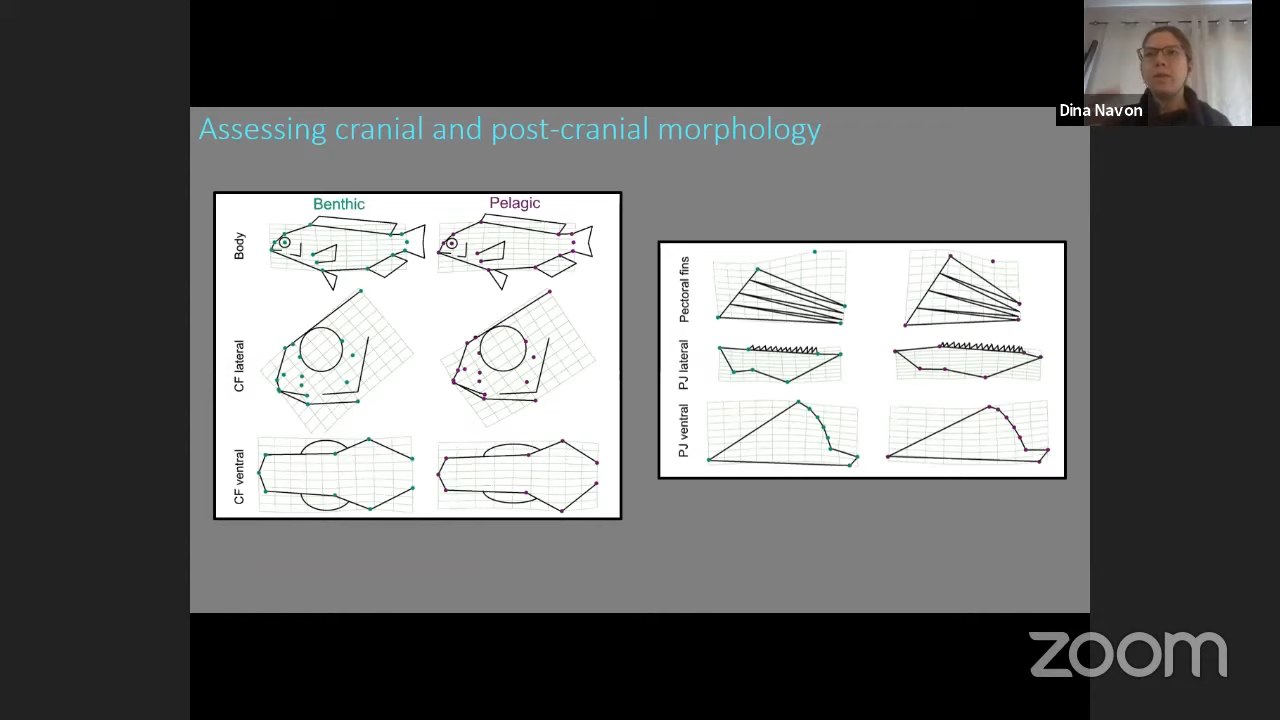 Dina Navon
Assessing cranial and post-cranial morphology
Benthic
Pelagic
Body
CF lateral
CF ventral
Pectoral fins
PJ lateral
PJ ventral
zoom